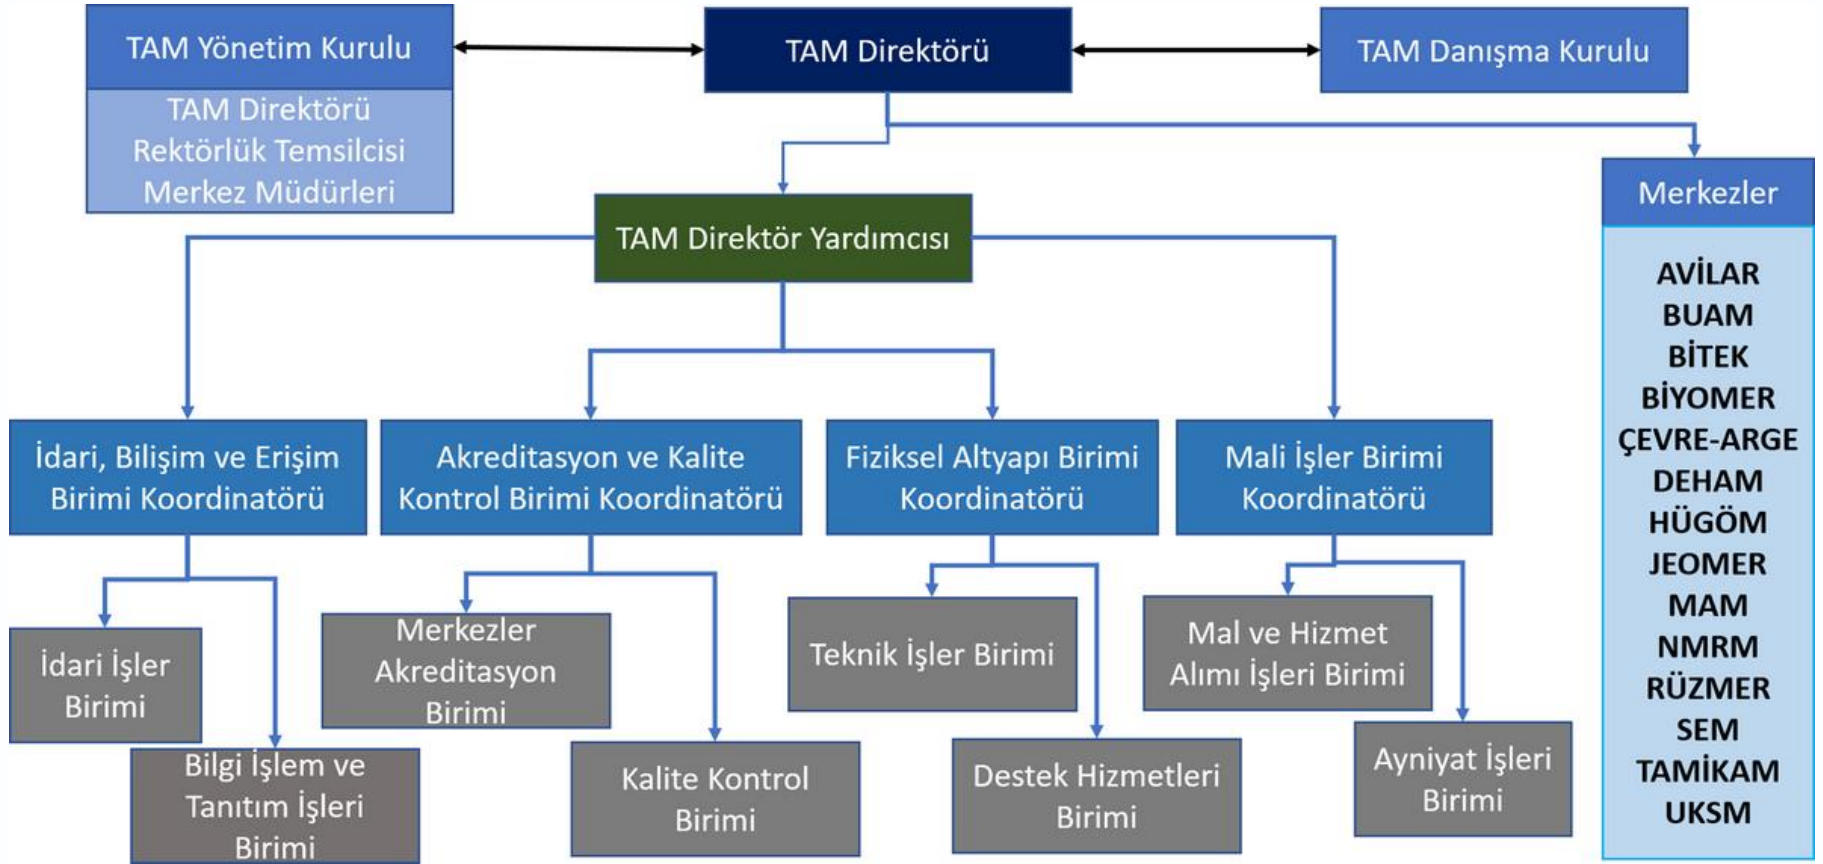 TAM Yönetim Kurulu
TAM Direktörü
Rektörlük Temsilcisi
Merkez Müdürleri
TAM Direktörü
TAM Danışma Kurulu
TAM Direktör Yardımcısı
Merkezler
AVİLAR
BUAM
BİTEK
BİYOMER
ÇEVRE-ARGE
DEHAM
HÜGÖM
JEOMER
MAM
NMRM
RÜZMER
SEM
TAMİKAM
UKSM
İdari, Bilişim ve Erişim
Birimi Koordinatörü
Akreditasyon ve Kalite
Kontrol Birimi Koordinatörü
Fiziksel Altyapı Birimi
Koordinatörü
Mali İşler Birimi
Koordinatörü
İdari İşler
Birimi
Bilgi İşlem ve
Tanıtım İşleri
Birimi
Merkezler
Akreditasyon
Birimi
Kalite Kontrol
Birimi
Teknik İşler Birimi
Destek Hizmetleri
Birimi
Mal ve Hizmet
Alımı İşleri Birimi
Ayniyat İşleri
Birimi